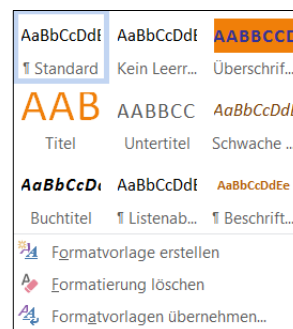 AaBbCcDdE AaBbCcDdE AABBCCD
¶ Standard Kein Leerr... Überschrif...
AAB AABBCC AaBbCcDdE
Titel Untertitel Schwache ...
AaBbCcDd AaBbCcDdE AaBbCcDdEe
Buchtitel ¶ Listenab... ¶ Beschrift...
Formatvorlage erstellen
Formatierung löschen
Formatvorlagen übernehmen...